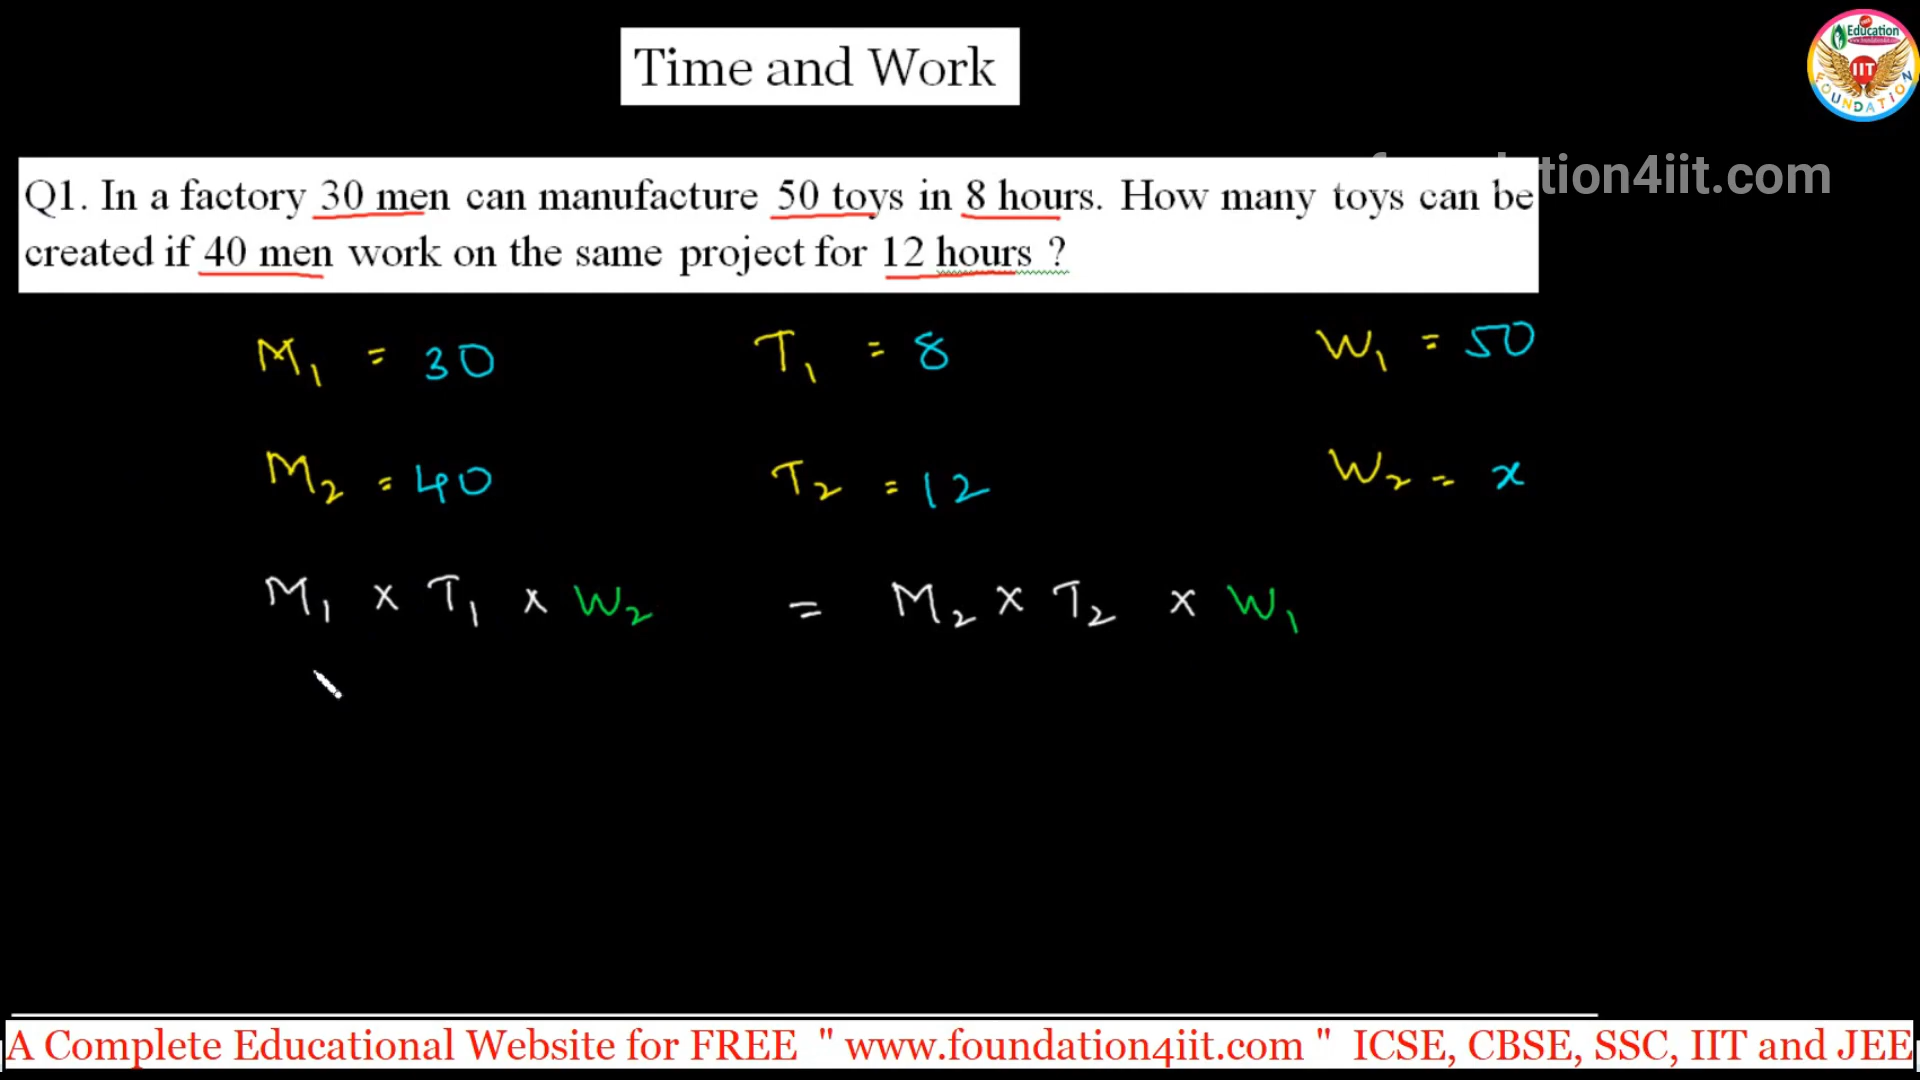 Time and Work
Education
IIT
FOUNDATION
tion4iit.com
Q1. In a factory 30 men can manufacture 50 toys in 8 hours. How many toys can be
created if 40 men work on the same project for 12 hours ?
M₁ = 30 T₁ = 8 W₁ = 50
M₂ = 40 T₂ = 12 W₂ = x
M₁ x T₁ x W₂ = M₂ x T₂ x W₁
A Complete Educational Website for FREE " www.foundation4iit.com " ICSE, CBSE, SSC, IIT and JEE